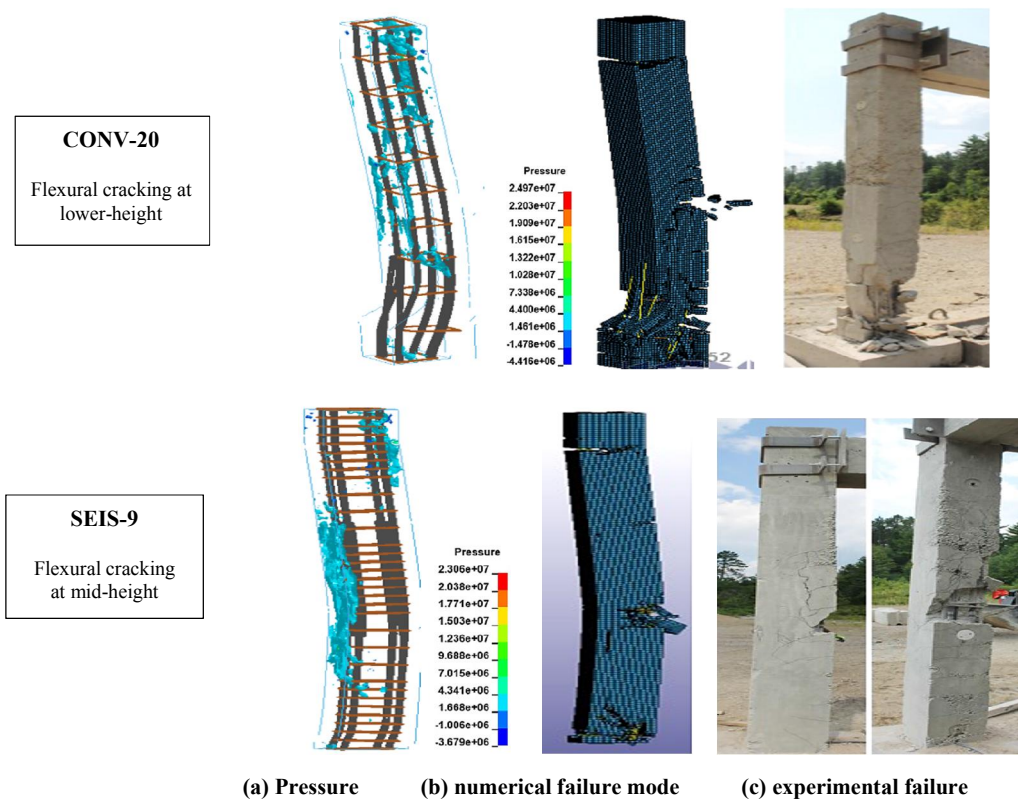 CONV-20
Flexural cracking at
lower-height
Pressure
2.497e+07
2.203e+07
1.909e+07
1.615e+07
1.322e+07
1.028e+07
7.338e+06
4.400e+06
1.461e+06
-1.478e+06
-4.416e+06
52
SEIS-9
Flexural cracking
at mid-height
Pressure
2.306e+07
2.038e+07
1.771e+07
1.503e+07
1.236e+07
9.688e+06
7.015e+06
4.341e+06
1.668e+06
-1.006e+06
-3.679e+06
(a) Pressure (b) numerical failure mode (c) experimental failure